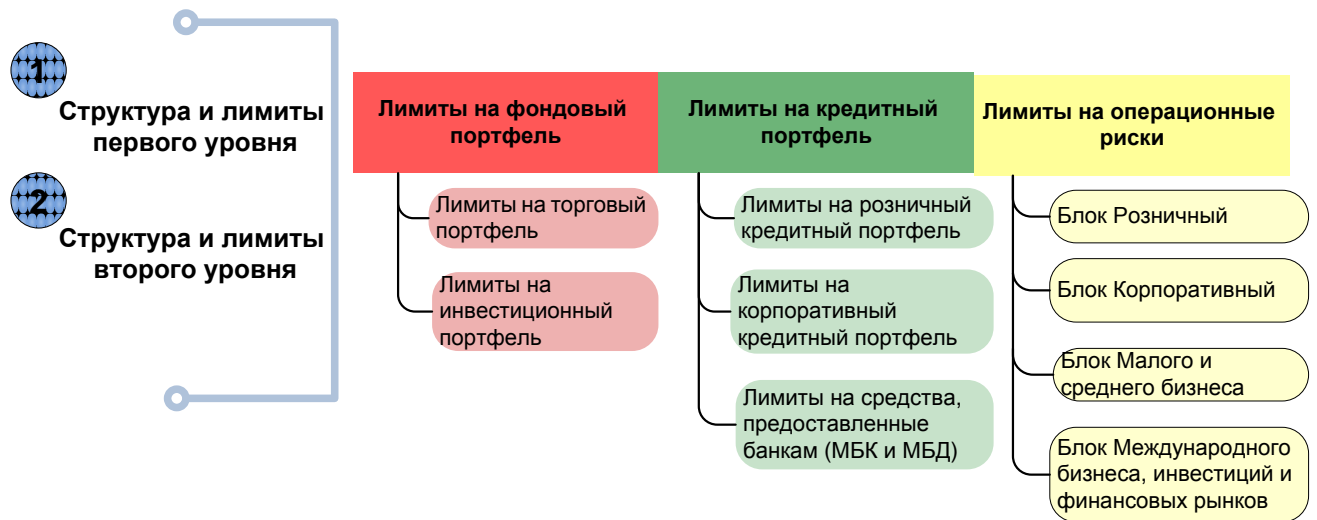 1
Структура и лимиты
первого уровня
2
Структура и лимиты
второго уровня
Лимиты на фондовый
портфель
Лимиты на торговый
портфель
Лимиты на
инвестиционный
портфель
Лимиты на кредитный
портфель
Лимиты на розничный
кредитный портфель
Лимиты на
корпоративный
кредитный портфель
Лимиты на средства,
предоставленные
банкам (МБК и МБД)
Лимиты на операционные
риски
Блок Розничный
Блок Корпоративный
Блок Малого и
среднего бизнеса
Блок Международного
бизнеса, инвестиций и
финансовых рынков